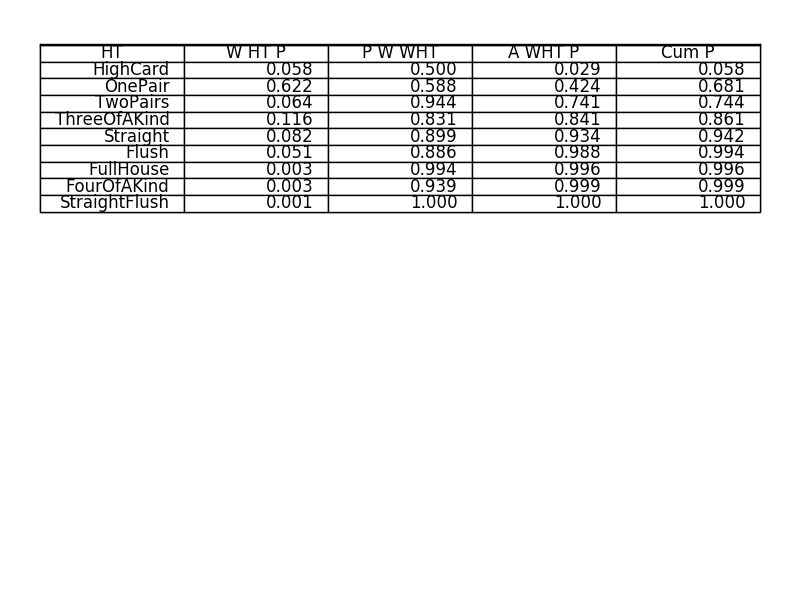 HT W HT P P W WHT A WHT P Cum P
HighCard 0.058 0.500 0.029 0.058
OnePair 0.622 0.588 0.424 0.681
TwoPairs 0.064 0.944 0.741 0.744
ThreeOfAKind 0.116 0.831 0.841 0.861
Straight 0.082 0.899 0.934 0.942
Flush 0.051 0.886 0.988 0.994
FullHouse 0.003 0.994 0.996 0.996
FourOfAKind 0.003 0.939 0.999 0.999
StraightFlush 0.001 1.000 1.000 1.000